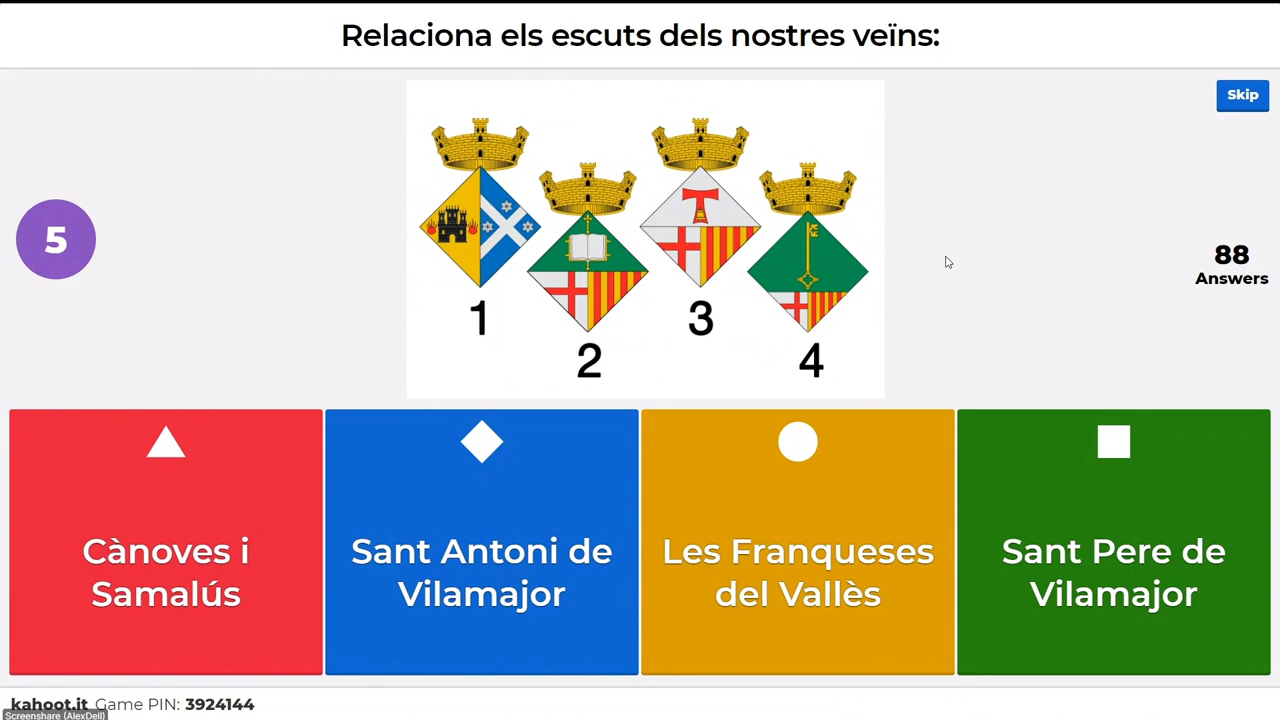 Relaciona els escuts dels nostres veïns:
Skip
5
88
Answers
1
2
3
4
Cànoves i
Samalús
Sant Antoni de
Vilamajor
Les Franqueses
del Vallès
Sant Pere de
Vilamajor
kahoot.it Game PIN: 3924144
Screenshare (AlexDell)